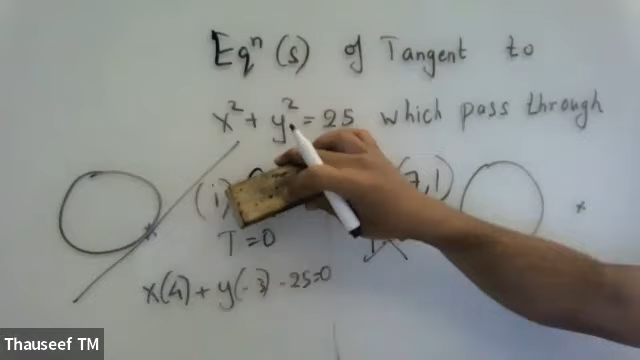 Eqⁿ (s) of Tangent to
x² + y² = 25 which pass through
(i) (7,1)
T = 0
x(4) + y(-3) - 25=0
Thauseef TM